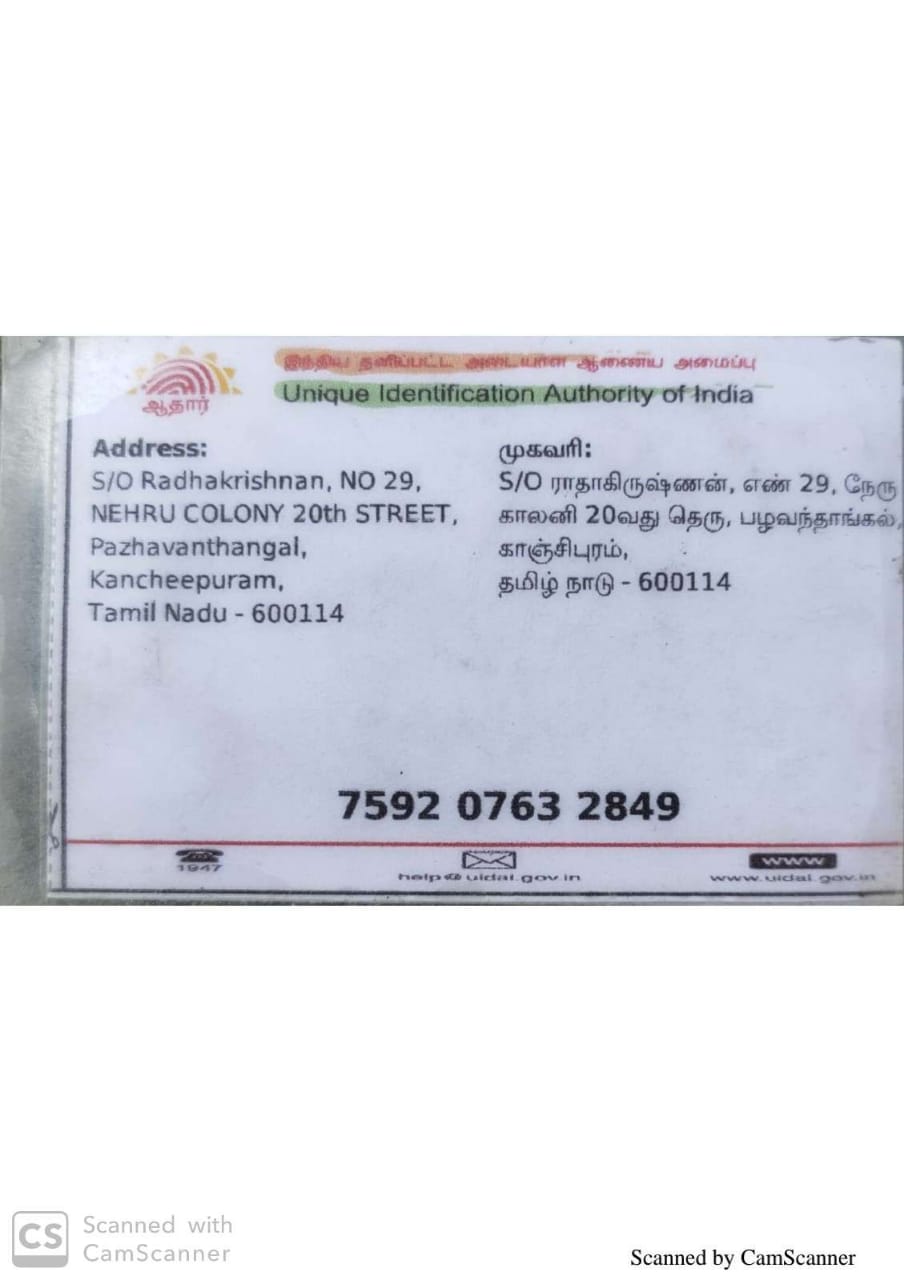 இந்திய தனிப்பட்ட அடையாள ஆணைய அமைப்பு
Unique Identification Authority of India
ஆதார்
Address:
S/O Radhakrishnan, NO 29,
NEHRU COLONY 20th STREET,
Pazhavanthangal,
Kancheepuram,
Tamil Nadu - 600114
முகவரி:
S/O ராதாகிருஷ்ணன், எண் 29, நேரு
காலனி 20வது தெரு, பழவந்தாங்கல்,
காஞ்சிபுரம்,
தமிழ் நாடு - 600114
7592 0763 2849
1947
help@uidai.gov.in
WWW
www.uidai.gov.in
CS
Scanned with
CamScanner
Scanned by CamScanner